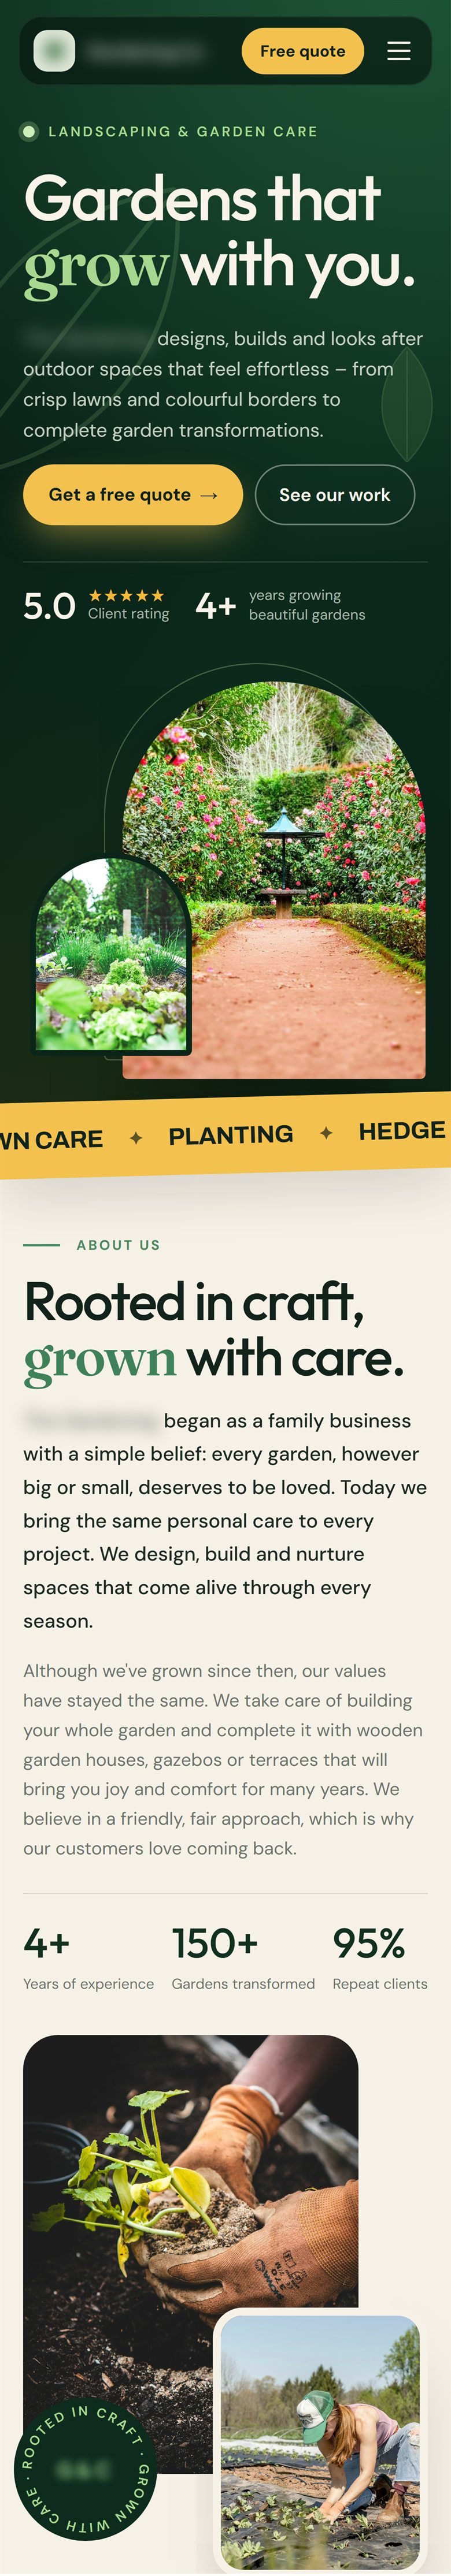 Free quote
LANDSCAPING & GARDEN CARE
Gardens that
grow with you.
designs, builds and looks after
outdoor spaces that feel effortless – from
crisp lawns and colourful borders to
complete garden transformations.
Get a free quote →
See our work
5.0 ★★★★★
Client rating
4+ years growing
beautiful gardens
WN CARE ✦ PLANTING ✦ HEDGE
ABOUT US
Rooted in craft,
grown with care.
began as a family business
with a simple belief: every garden, however
big or small, deserves to be loved. Today we
bring the same personal care to every
project. We design, build and nurture
spaces that come alive through every
season.
Although we've grown since then, our values
have stayed the same. We take care of building
your whole garden and complete it with wooden
garden houses, gazebos or terraces that will
bring you joy and comfort for many years. We
believe in a friendly, fair approach, which is why
our customers love coming back.
4+
Years of experience
150+
Gardens transformed
95%
Repeat clients
ROOTED IN CRAFT · GROWN WITH CARE ·